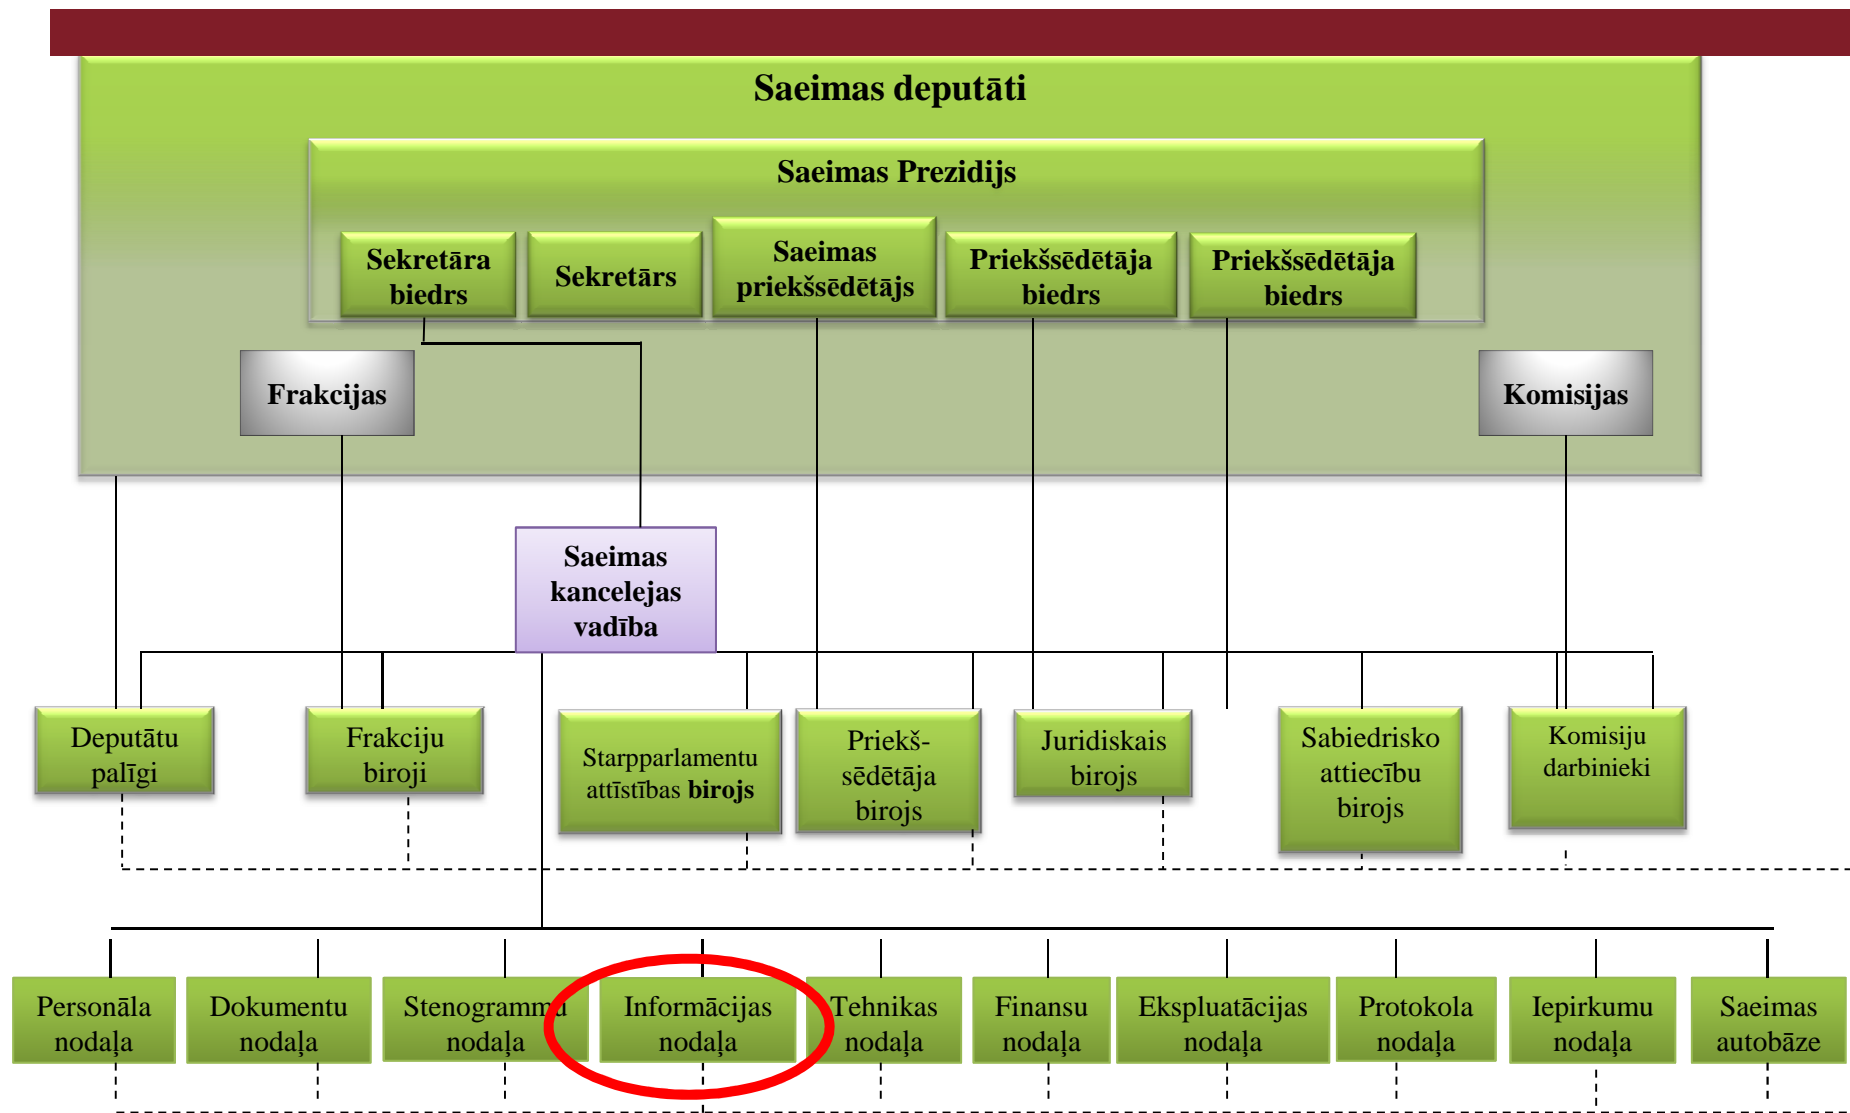 Saeimas deputāti
Saeimas Prezidijs
Sekretāra
biedrs
Sekretārs
Saeimas
priekšsēdētājs
Priekšsēdētāja
biedrs
Priekšsēdētāja
biedrs
Frakcijas
Komisijas
Saeimas
kancelejas
vadība
Deputātu
palīgi
Frakciju
biroji
Starpparlamentu
attīstības birojs
Priekš-
sēdētāja
birojs
Juridiskais
birojs
Sabiedrisko
attiecību
birojs
Komisiju
darbinieki
Personāla
nodaļa
Dokumentu
nodaļa
Stenogrammu
nodaļa
Informācijas
nodaļa
Tehnikas
nodaļa
Finansu
nodaļa
Ekspluatācijas
nodaļa
Protokola
nodaļa
Iepirkumu
nodaļa
Saeimas
autobāze